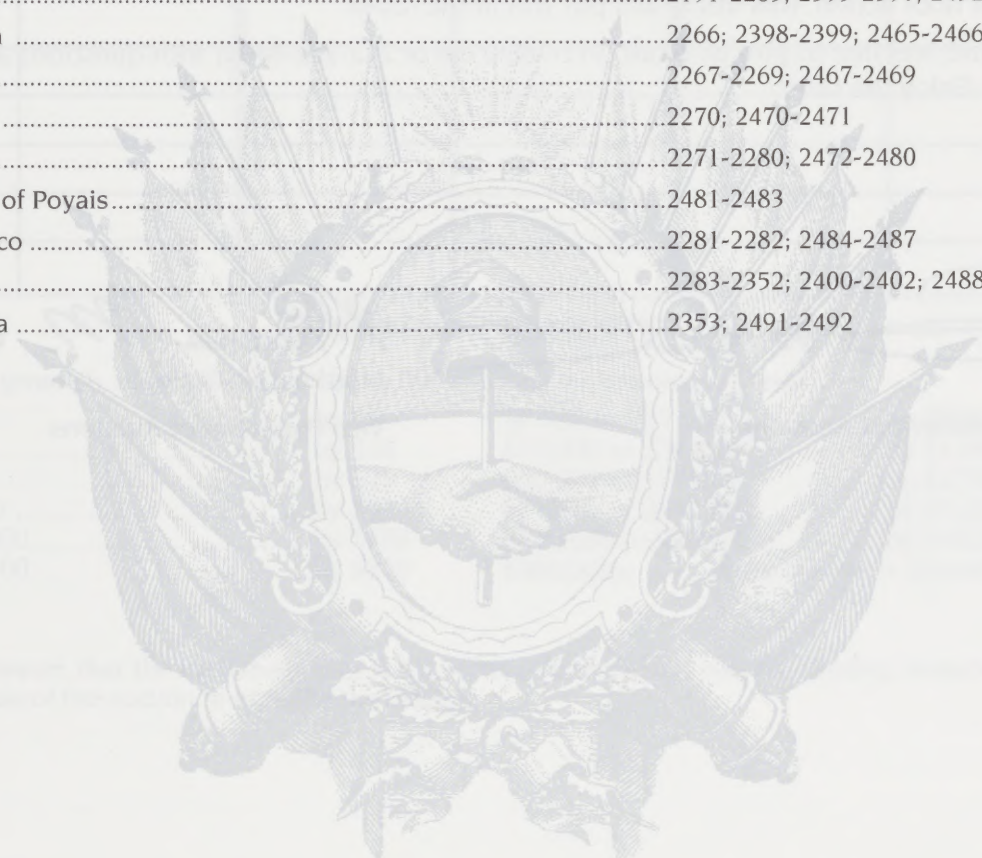 ..........2266; 2398-2399; 2465-2466
..........2267-2269; 2467-2469
..........2270; 2470-2471
..........2271-2280; 2472-2480
of Poyais..........2481-2483
co ..........2281-2282; 2484-2487
..........2283-2352; 2400-2402; 2488
a ..........2353; 2491-2492